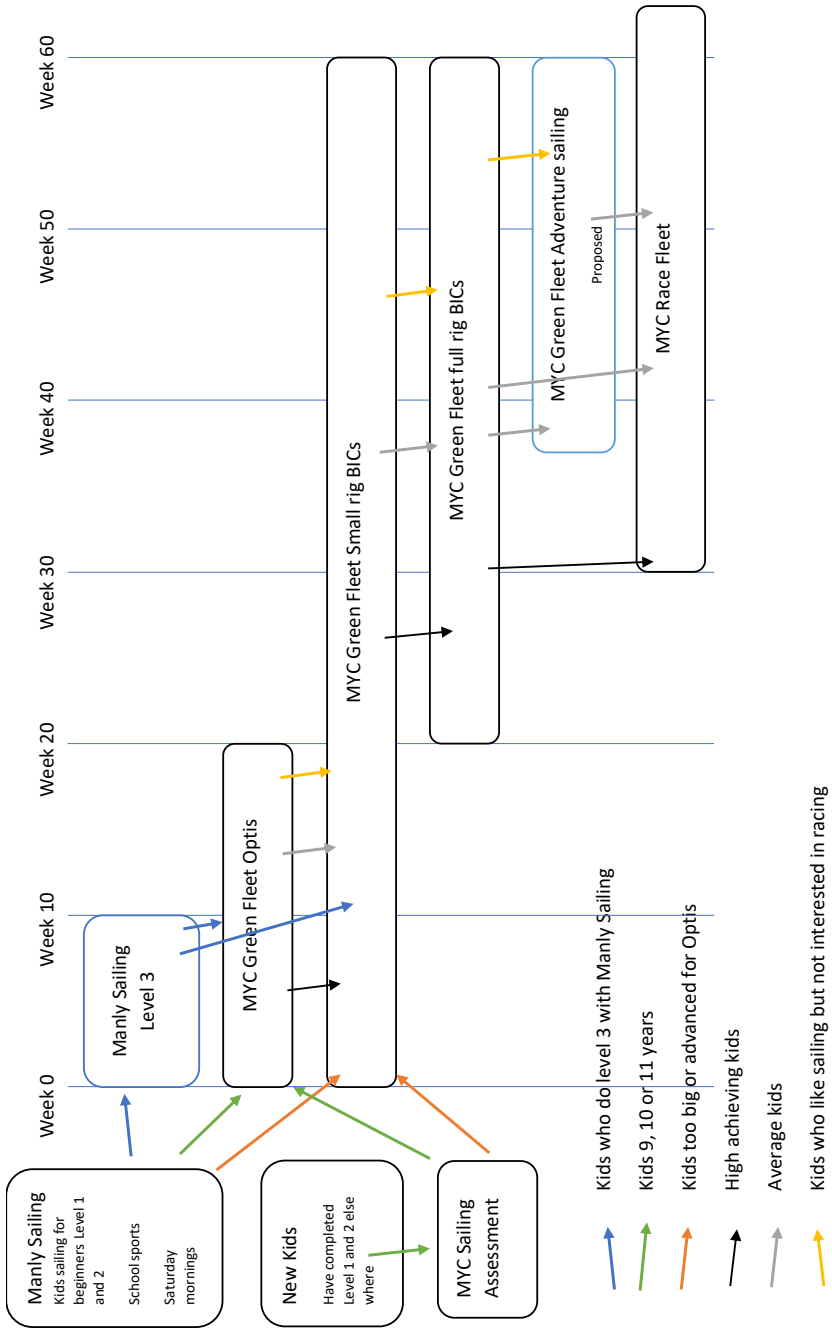 Week 0
Week 10
Week 20
Week 30
Week 40
Week 50
Week 60
Manly Sailing
Kids sailing for
beginners Level 1
and 2
School sports
Saturday
mornings
Manly Sailing
Level 3
MYC Green Fleet Optis
New Kids
Have completed
Level 1 and 2 else
where
MYC Green Fleet Small rig BICs
MYC Sailing
Assessment
MYC Green Fleet full rig BICs
MYC Green Fleet Adventure sailing
Proposed
MYC Race Fleet
Kids who do level 3 with Manly Sailing
Kids 9, 10 or 11 years
Kids too big or advanced for Optis
High achieving kids
Average kids
Kids who like sailing but not interested in racing